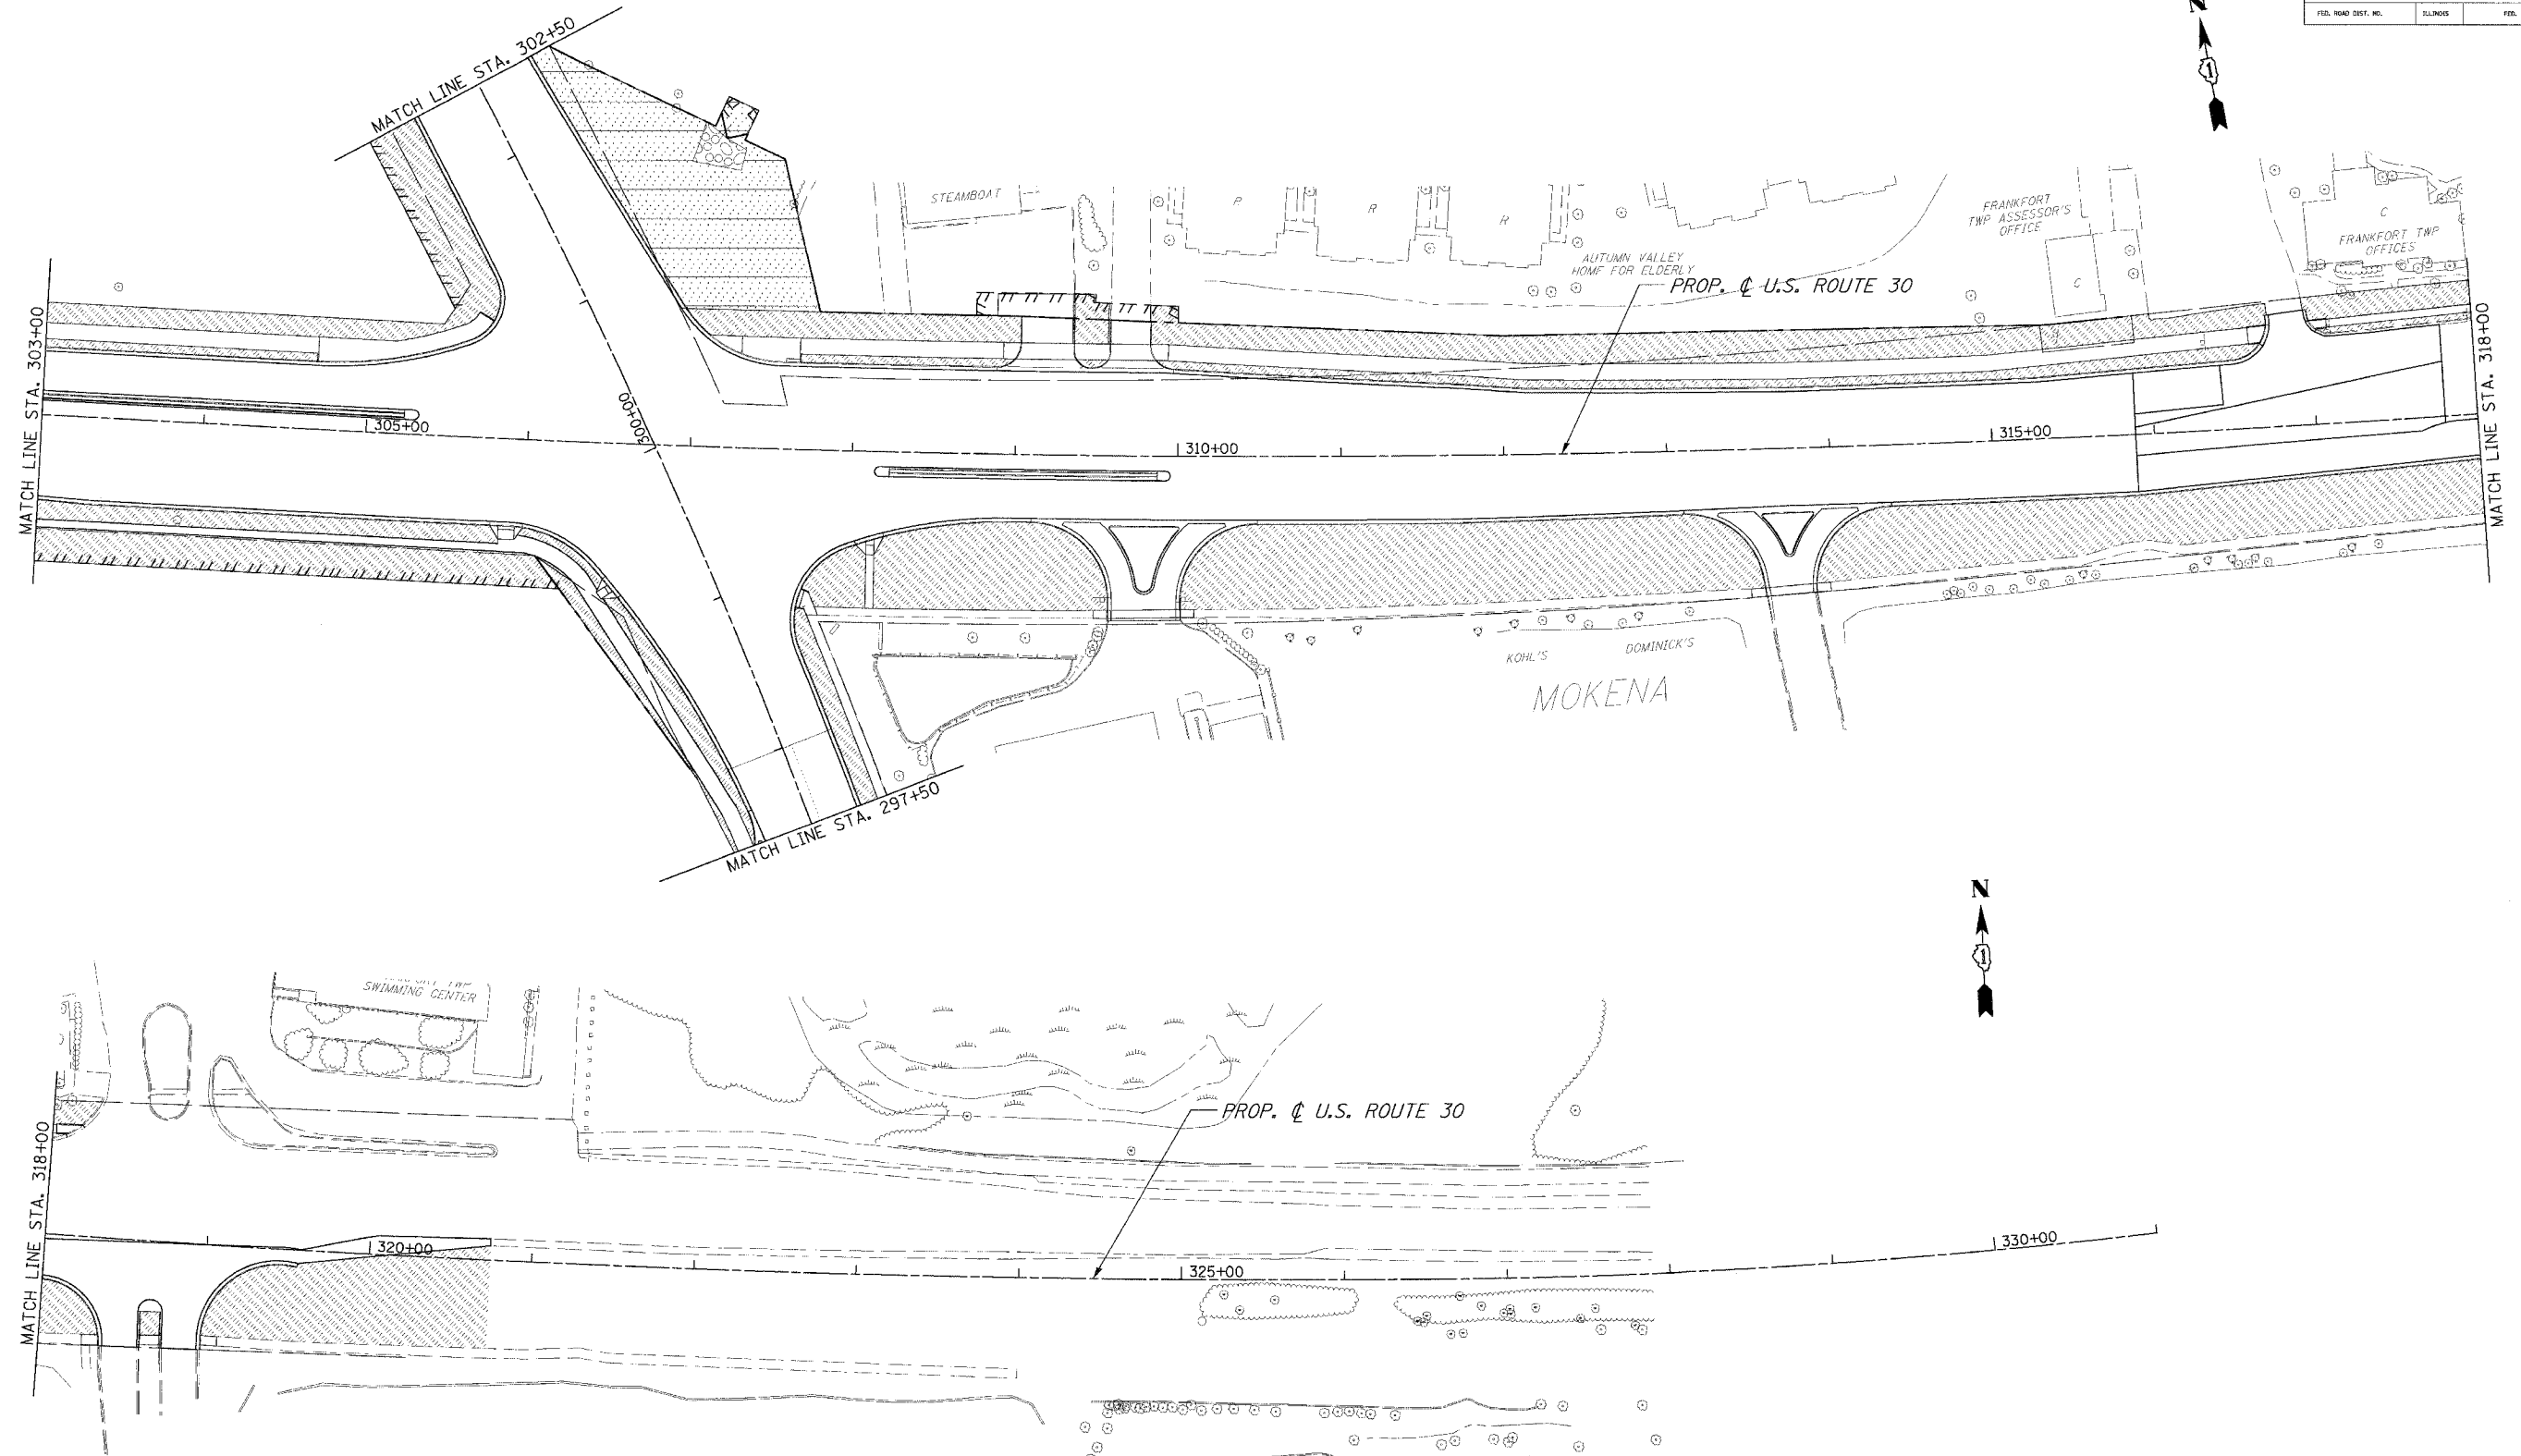 FED. ROAD DIST. NO.
ILLINOIS
FED.
N
1
MATCH LINE STA. 302+50
STEAMBOAT
R
R
R
AUTUMN VALLEY
HOME FOR ELDERLY
PROP. ℄ U.S. ROUTE 30
FRANKFORT
TWP ASSESSOR'S
OFFICE
C
C
FRANKFORT TWP
OFFICES
MATCH LINE STA. 303+00
305+00
300+00
310+00
315+00
MATCH LINE STA. 318+00
KOHL'S
DOMINICK'S
MOKENA
MATCH LINE STA. 297+50
N
1
SWIMMING CENTER
PROP. ℄ U.S. ROUTE 30
MATCH LINE STA. 318+00
320+00
325+00
330+00